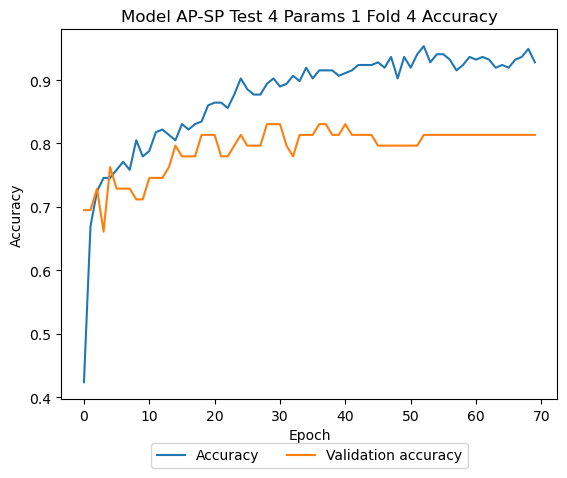 Model AP-SP Test 4 Params 1 Fold 4 Accuracy
0.9
0.8
0.7
0.6
0.5
0.4
Accuracy
0 10 20 30 40 50 60 70
Epoch
Accuracy Validation accuracy